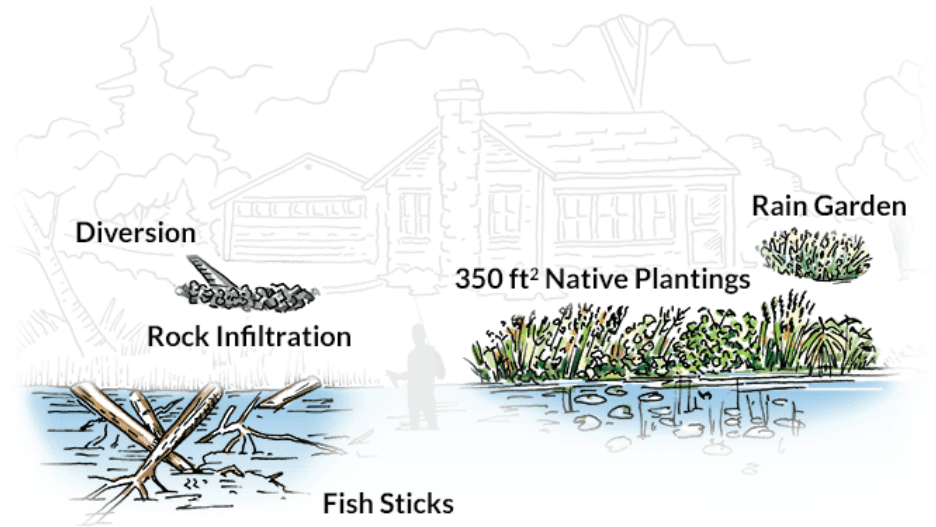 Rain Garden
Diversion
350 ft² Native Plantings
Rock Infiltration
Fish Sticks